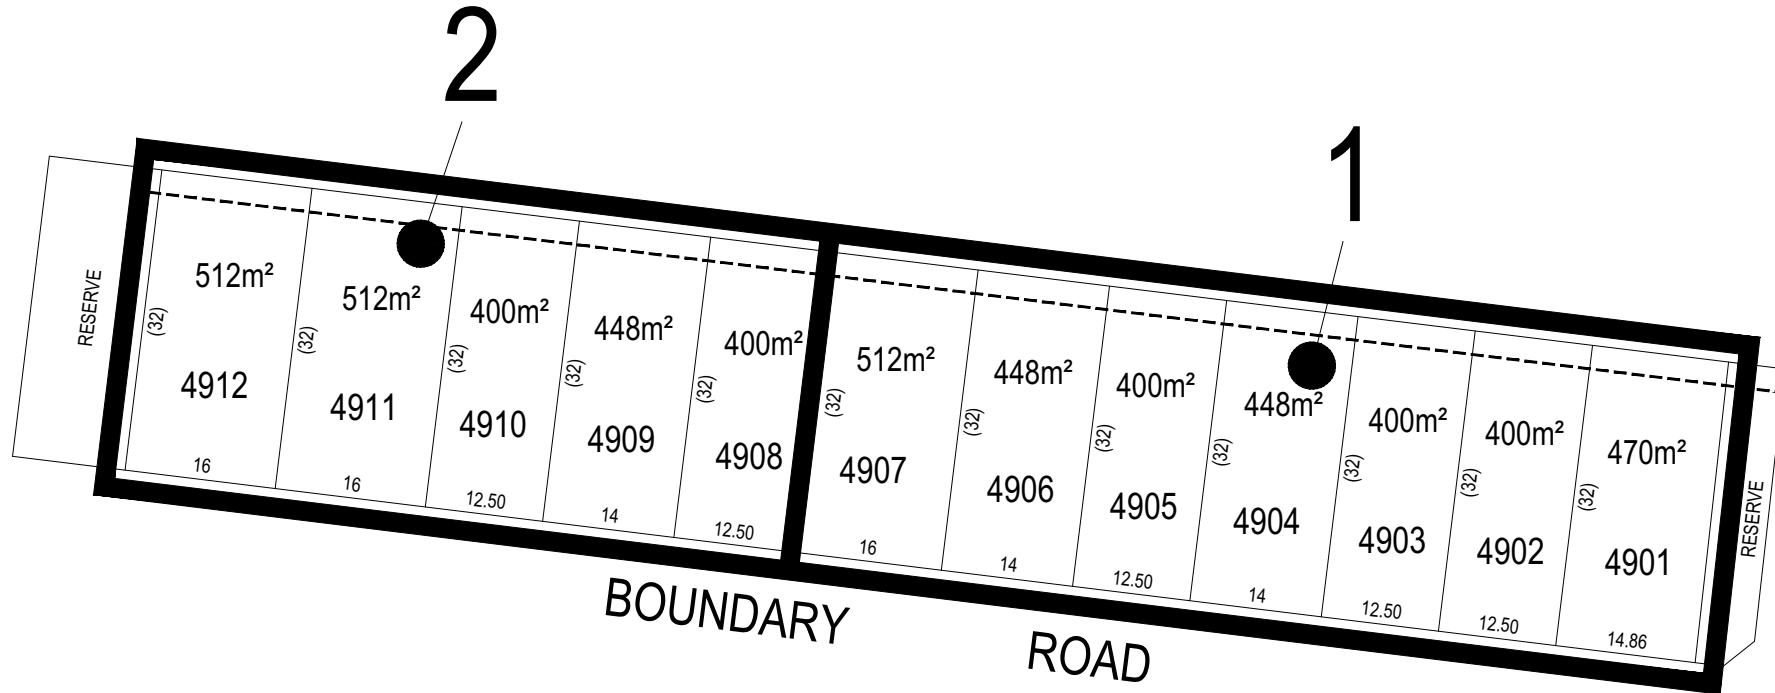 2
1
RESERVE
(32)
512m²
4912
16
(32)
512m²
4911
16
(32)
400m²
4910
12.50
(32)
448m²
4909
14
(32)
400m²
4908
12.50
(32)
512m²
4907
16
(32)
448m²
4906
14
(32)
400m²
4905
12.50
(32)
448m²
4904
14
(32)
400m²
4903
12.50
(32)
400m²
4902
12.50
(32)
470m²
4901
14.86
RESERVE
BOUNDARY ROAD